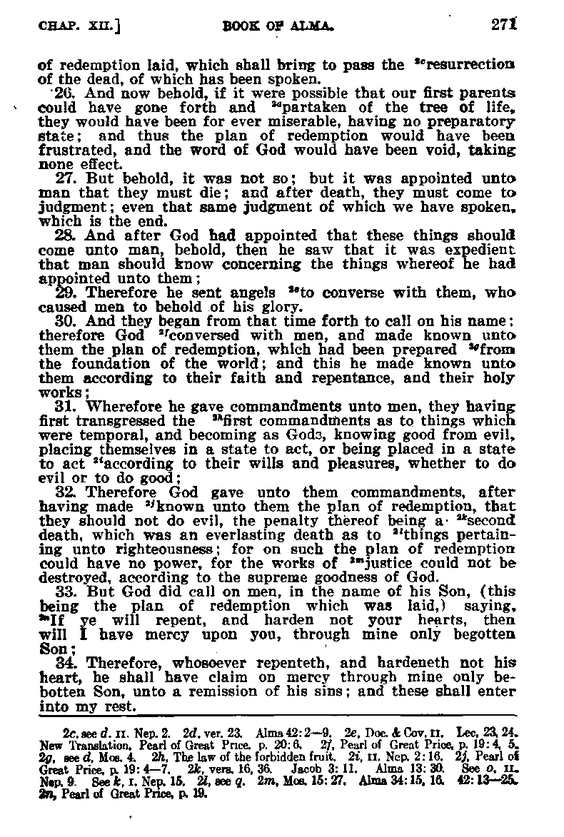 CHAP. XII.] BOOK OF ALMA. 271
of redemption laid, which shall bring to pass the 2cresurrection
of the dead, of which has been spoken.
26. And now behold, if it were possible that our first parents
could have gone forth and 2dpartaken of the tree of life,
they would have been for ever miserable, having no preparatory
state; and thus the plan of redemption would have been
frustrated, and the word of God would have been void, taking
none effect.
27. But behold, it was not so; but it was appointed unto
man that they must die; and after death, they must come to
judgment; even that same judgment of which we have spoken,
which is the end.
28. And after God had appointed that these things should
come unto man, behold, then he saw that it was expedient
that man should know concerning the things whereof he had
appointed unto them;
29. Therefore he sent angels 2eto converse with them, who
caused men to behold of his glory.
30. And they began from that time forth to call on his name;
therefore God 2fconversed with men, and made known unto
them the plan of redemption, which had been prepared 2gfrom
the foundation of the world; and this he made known unto
them according to their faith and repentance, and their holy
works;
31. Wherefore he gave commandments unto men, they having
first transgressed the 2hfirst commandments as to things which
were temporal, and becoming as Gods, knowing good from evil,
placing themselves in a state to act, or being placed in a state
to act 2iaccording to their wills and pleasures, whether to do
evil or to do good;
32. Therefore God gave unto them commandments, after
having made 2jknown unto them the plan of redemption, that
they should not do evil, the penalty thereof being a 2ksecond
death, which was an everlasting death as to 2lthings pertain-
ing unto righteousness; for on such the plan of redemption
could have no power, for the works of 2mjustice could not be
destroyed, according to the supreme goodness of God.
33. But God did call on men, in the name of his Son, (this
being the plan of redemption which was laid,) saying,
2nIf ye will repent, and harden not your hearts, then
will I have mercy upon you, through mine only begotten
Son;
34. Therefore, whosoever repenteth, and hardeneth not his
heart, he shall have claim on mercy through mine only be-
botten Son, unto a remission of his sins; and these shall enter
into my rest.
2c, see d. II. Nep. 2. 2d, ver. 23. Alma 42:2—9. 2e, Doc. & Cov. II. Lec. 23, 24.
New Translation, Pearl of Great Price, p. 20:6. 2f, Pearl of Great Price, p. 19:4, 5.
2g, see d, Mos. 4. 2h, The law of the forbidden fruit. 2i, II. Nep. 2:16. 2j, Pearl of
Great Price, p. 19:4—7. 2k, vers. 16, 36. Jacob 3:11. Alma 13:30. See o, II.
Nep. 9. See k, I. Nep. 15. 2l, see q. 2m, Mos. 15:27. Alma 34:15, 16. 42:13—25.
2n, Pearl of Great Price, p. 19.